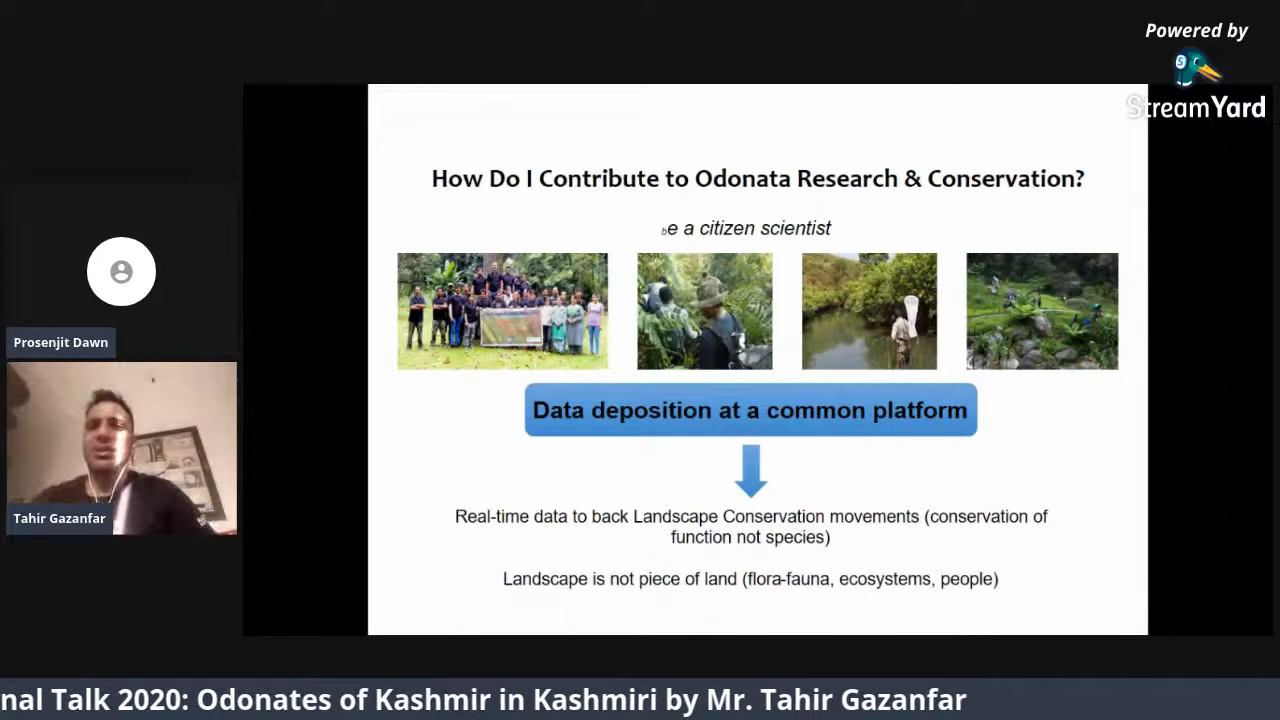 Powered by
StreamYard
How Do I Contribute to Odonata Research & Conservation?
be a citizen scientist
Data deposition at a common platform
Real-time data to back Landscape Conservation movements (conservation of
function not species)
Landscape is not piece of land (flora-fauna, ecosystems, people)
Prosenjit Dawn
Tahir Gazanfar
nal Talk 2020: Odonates of Kashmir in Kashmiri by Mr. Tahir Gazanfar